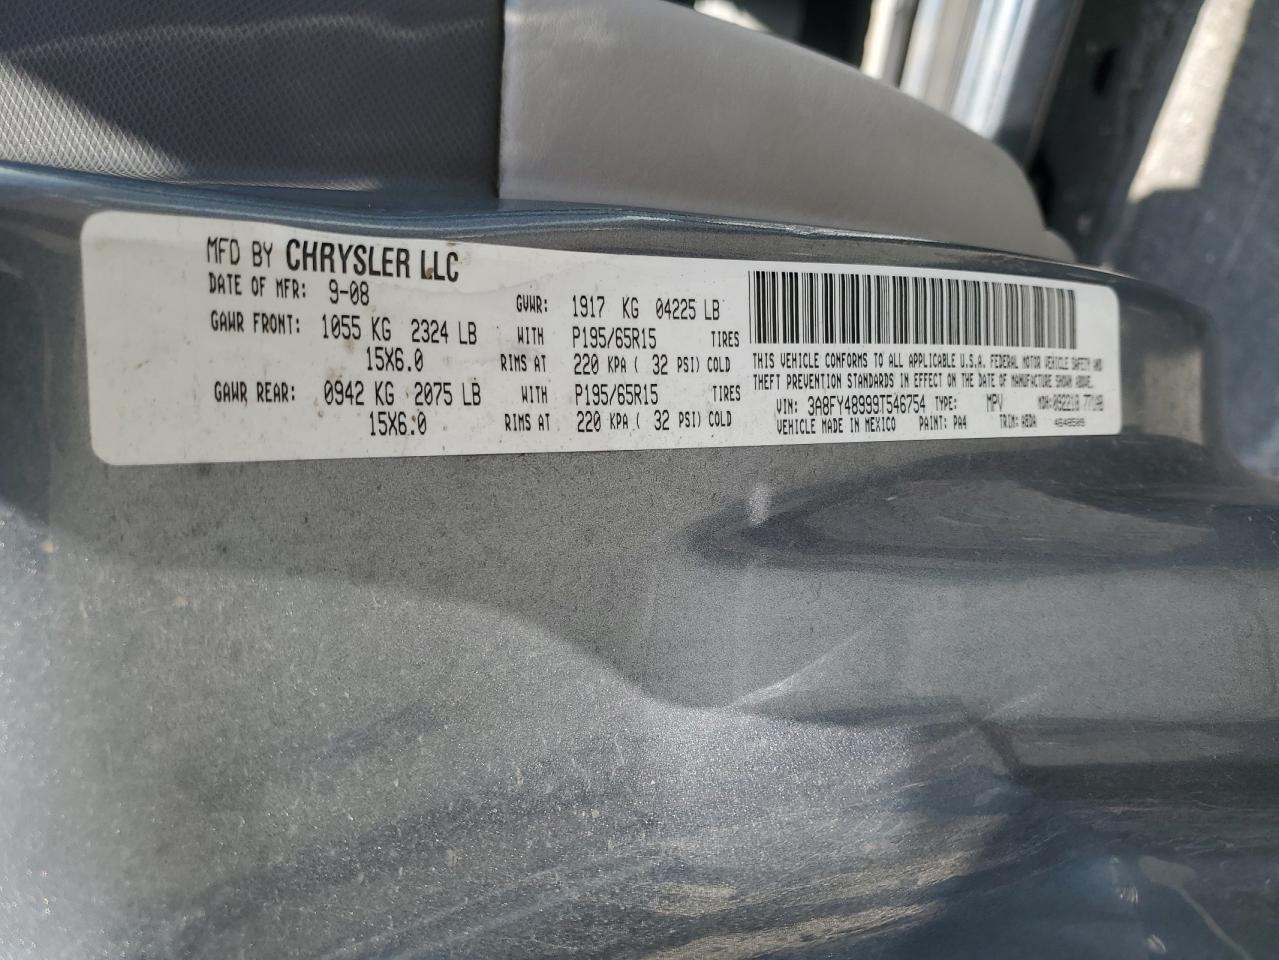 MFD BY CHRYSLER LLC
DATE OF MFR: 9-08
GVWR: 1917 KG 04225 LB
GAWR FRONT: 1055 KG 2324 LB WITH P195/65R15 TIRES
15X6.0 RIMS AT 220 KPA ( 32 PSI) COLD
GAWR REAR: 0942 KG 2075 LB WITH P195/65R15 TIRES
15X6.0 RIMS AT 220 KPA ( 32 PSI) COLD
THIS VEHICLE CONFORMS TO ALL APPLICABLE U.S.A. FEDERAL MOTOR VEHICLE SAFETY AND
THEFT PREVENTION STANDARDS IN EFFECT ON THE DATE OF MANUFACTURE SHOWN ABOVE.
VIN: 3A8FY48999T546754 TYPE: MPV MDH: 092218
VEHICLE MADE IN MEXICO PAINT: PA4 TRIM: